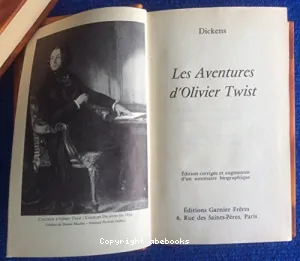 Dickens
Les Aventures
d'Olivier Twist
Édition corrigée et augmentée
d'un sommaire biographique
Éditions Garnier Frères
6, Rue des Saints-Pères, Paris